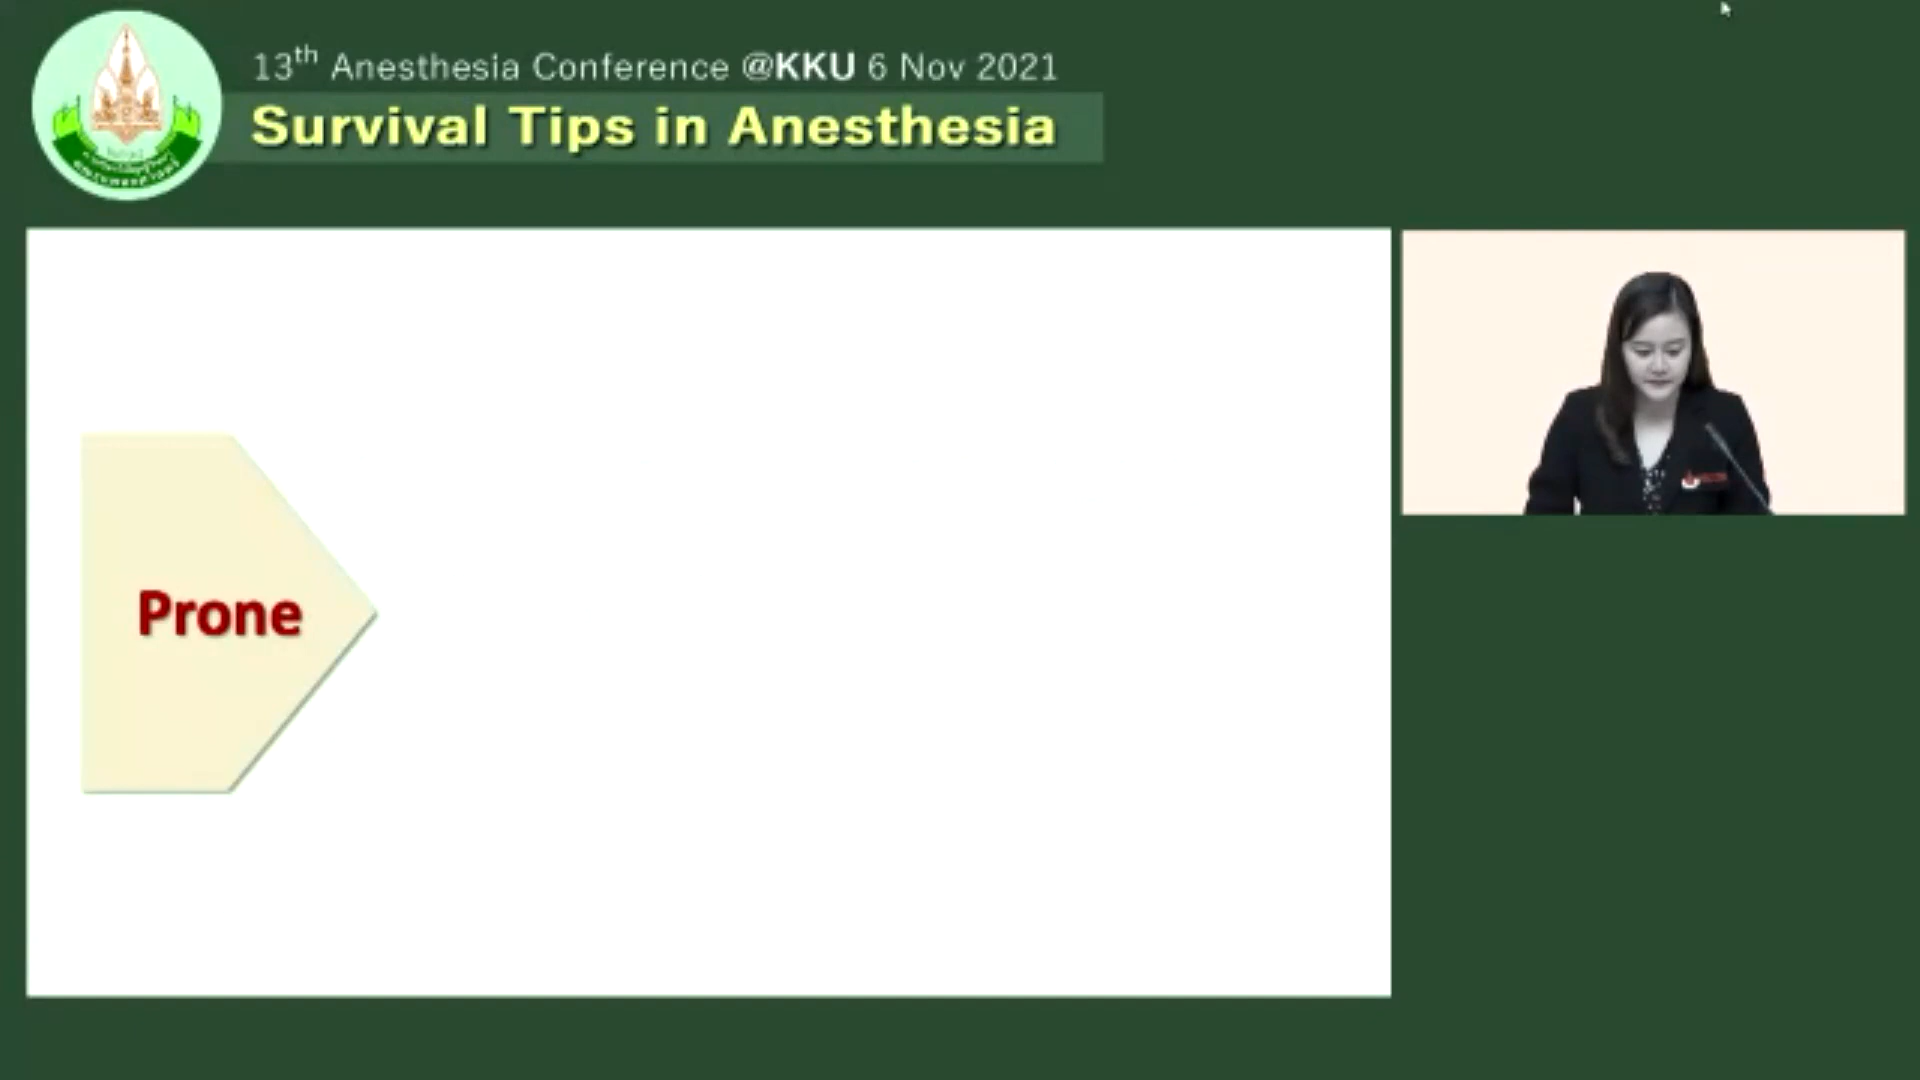 13th Anesthesia Conference @KKU 6 Nov 2021
Survival Tips in Anesthesia
Prone